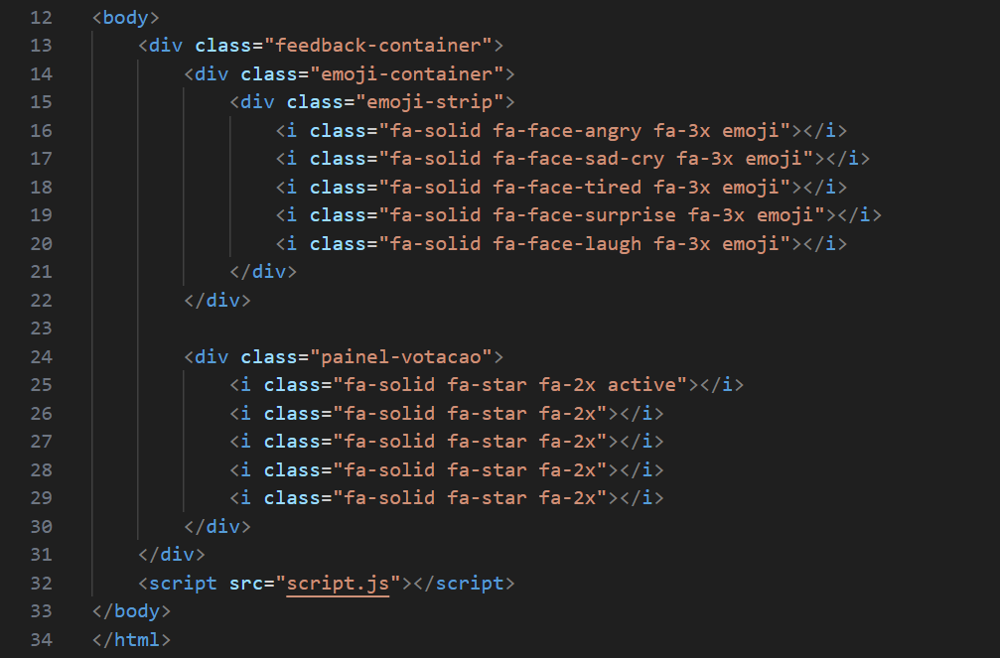 12 <body>
13     <div class="feedback-container">
14         <div class="emoji-container">
15             <div class="emoji-strip">
16                 <i class="fa-solid fa-face-angry fa-3x emoji"></i>
17                 <i class="fa-solid fa-face-sad-cry fa-3x emoji"></i>
18                 <i class="fa-solid fa-face-tired fa-3x emoji"></i>
19                 <i class="fa-solid fa-face-surprise fa-3x emoji"></i>
20                 <i class="fa-solid fa-face-laugh fa-3x emoji"></i>
21             </div>
22         </div>
23
24         <div class="painel-votacao">
25             <i class="fa-solid fa-star fa-2x active"></i>
26             <i class="fa-solid fa-star fa-2x"></i>
27             <i class="fa-solid fa-star fa-2x"></i>
28             <i class="fa-solid fa-star fa-2x"></i>
29             <i class="fa-solid fa-star fa-2x"></i>
30         </div>
31     </div>
32     <script src="script.js"></script>
33 </body>
34 </html>